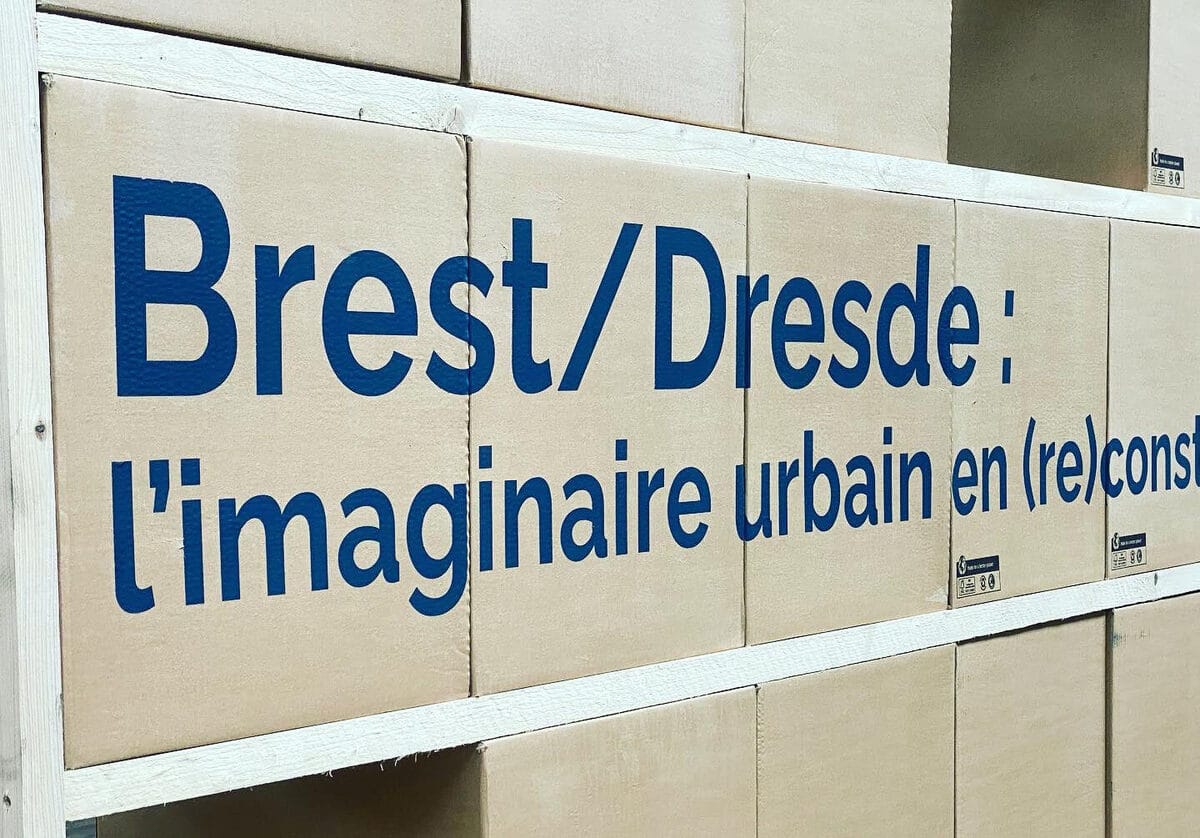 Brest/Dresde :
l'imaginaire urbain en (re)const